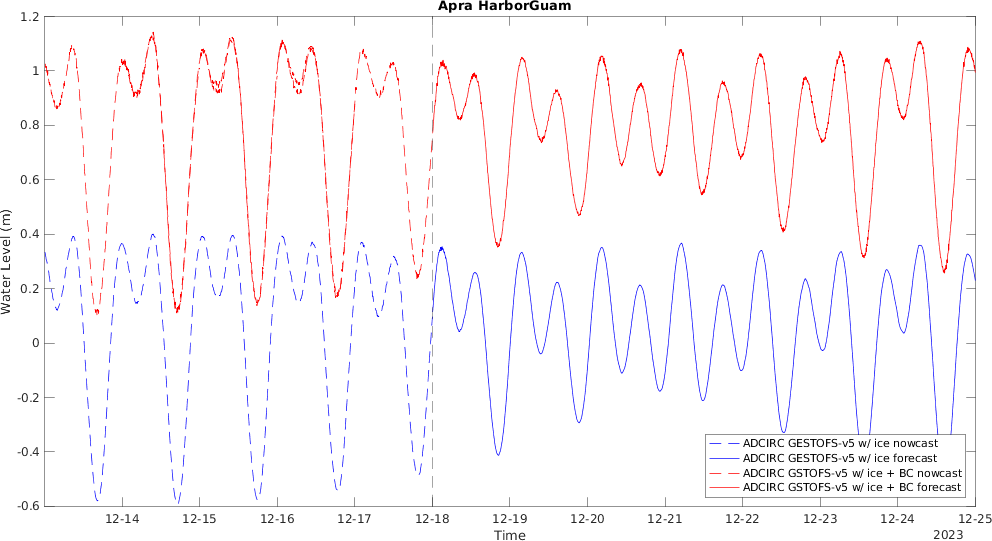 Apra HarborGuam
1.2
1
0.8
0.6
0.4
0.2
0
-0.2
-0.4
-0.6
Water Level (m)
ADCIRC GESTOFS-v5 w/ ice nowcast
ADCIRC GESTOFS-v5 w/ ice forecast
ADCIRC GSTOFS-v5 w/ ice + BC nowcast
ADCIRC GSTOFS-v5 w/ ice + BC forecast
12-14 12-15 12-16 12-17 12-18 12-19 12-20 12-21 12-22 12-23 12-24 12-25
Time
2023